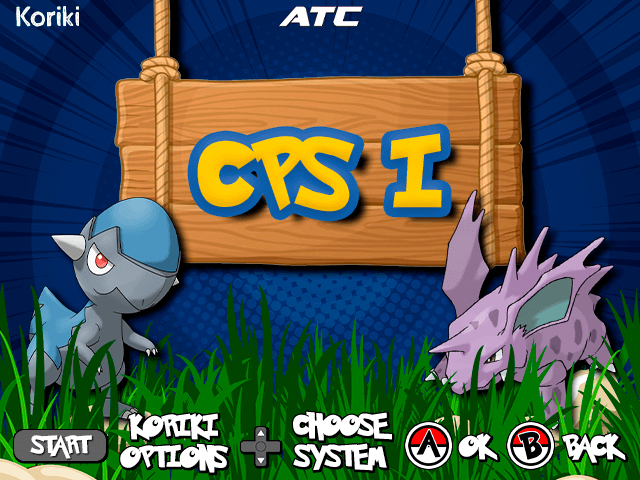 Koriki
ATC
CPS I
START
KORIKI
OPTIONS
CHOOSE
SYSTEM
A
OK
B
BACK